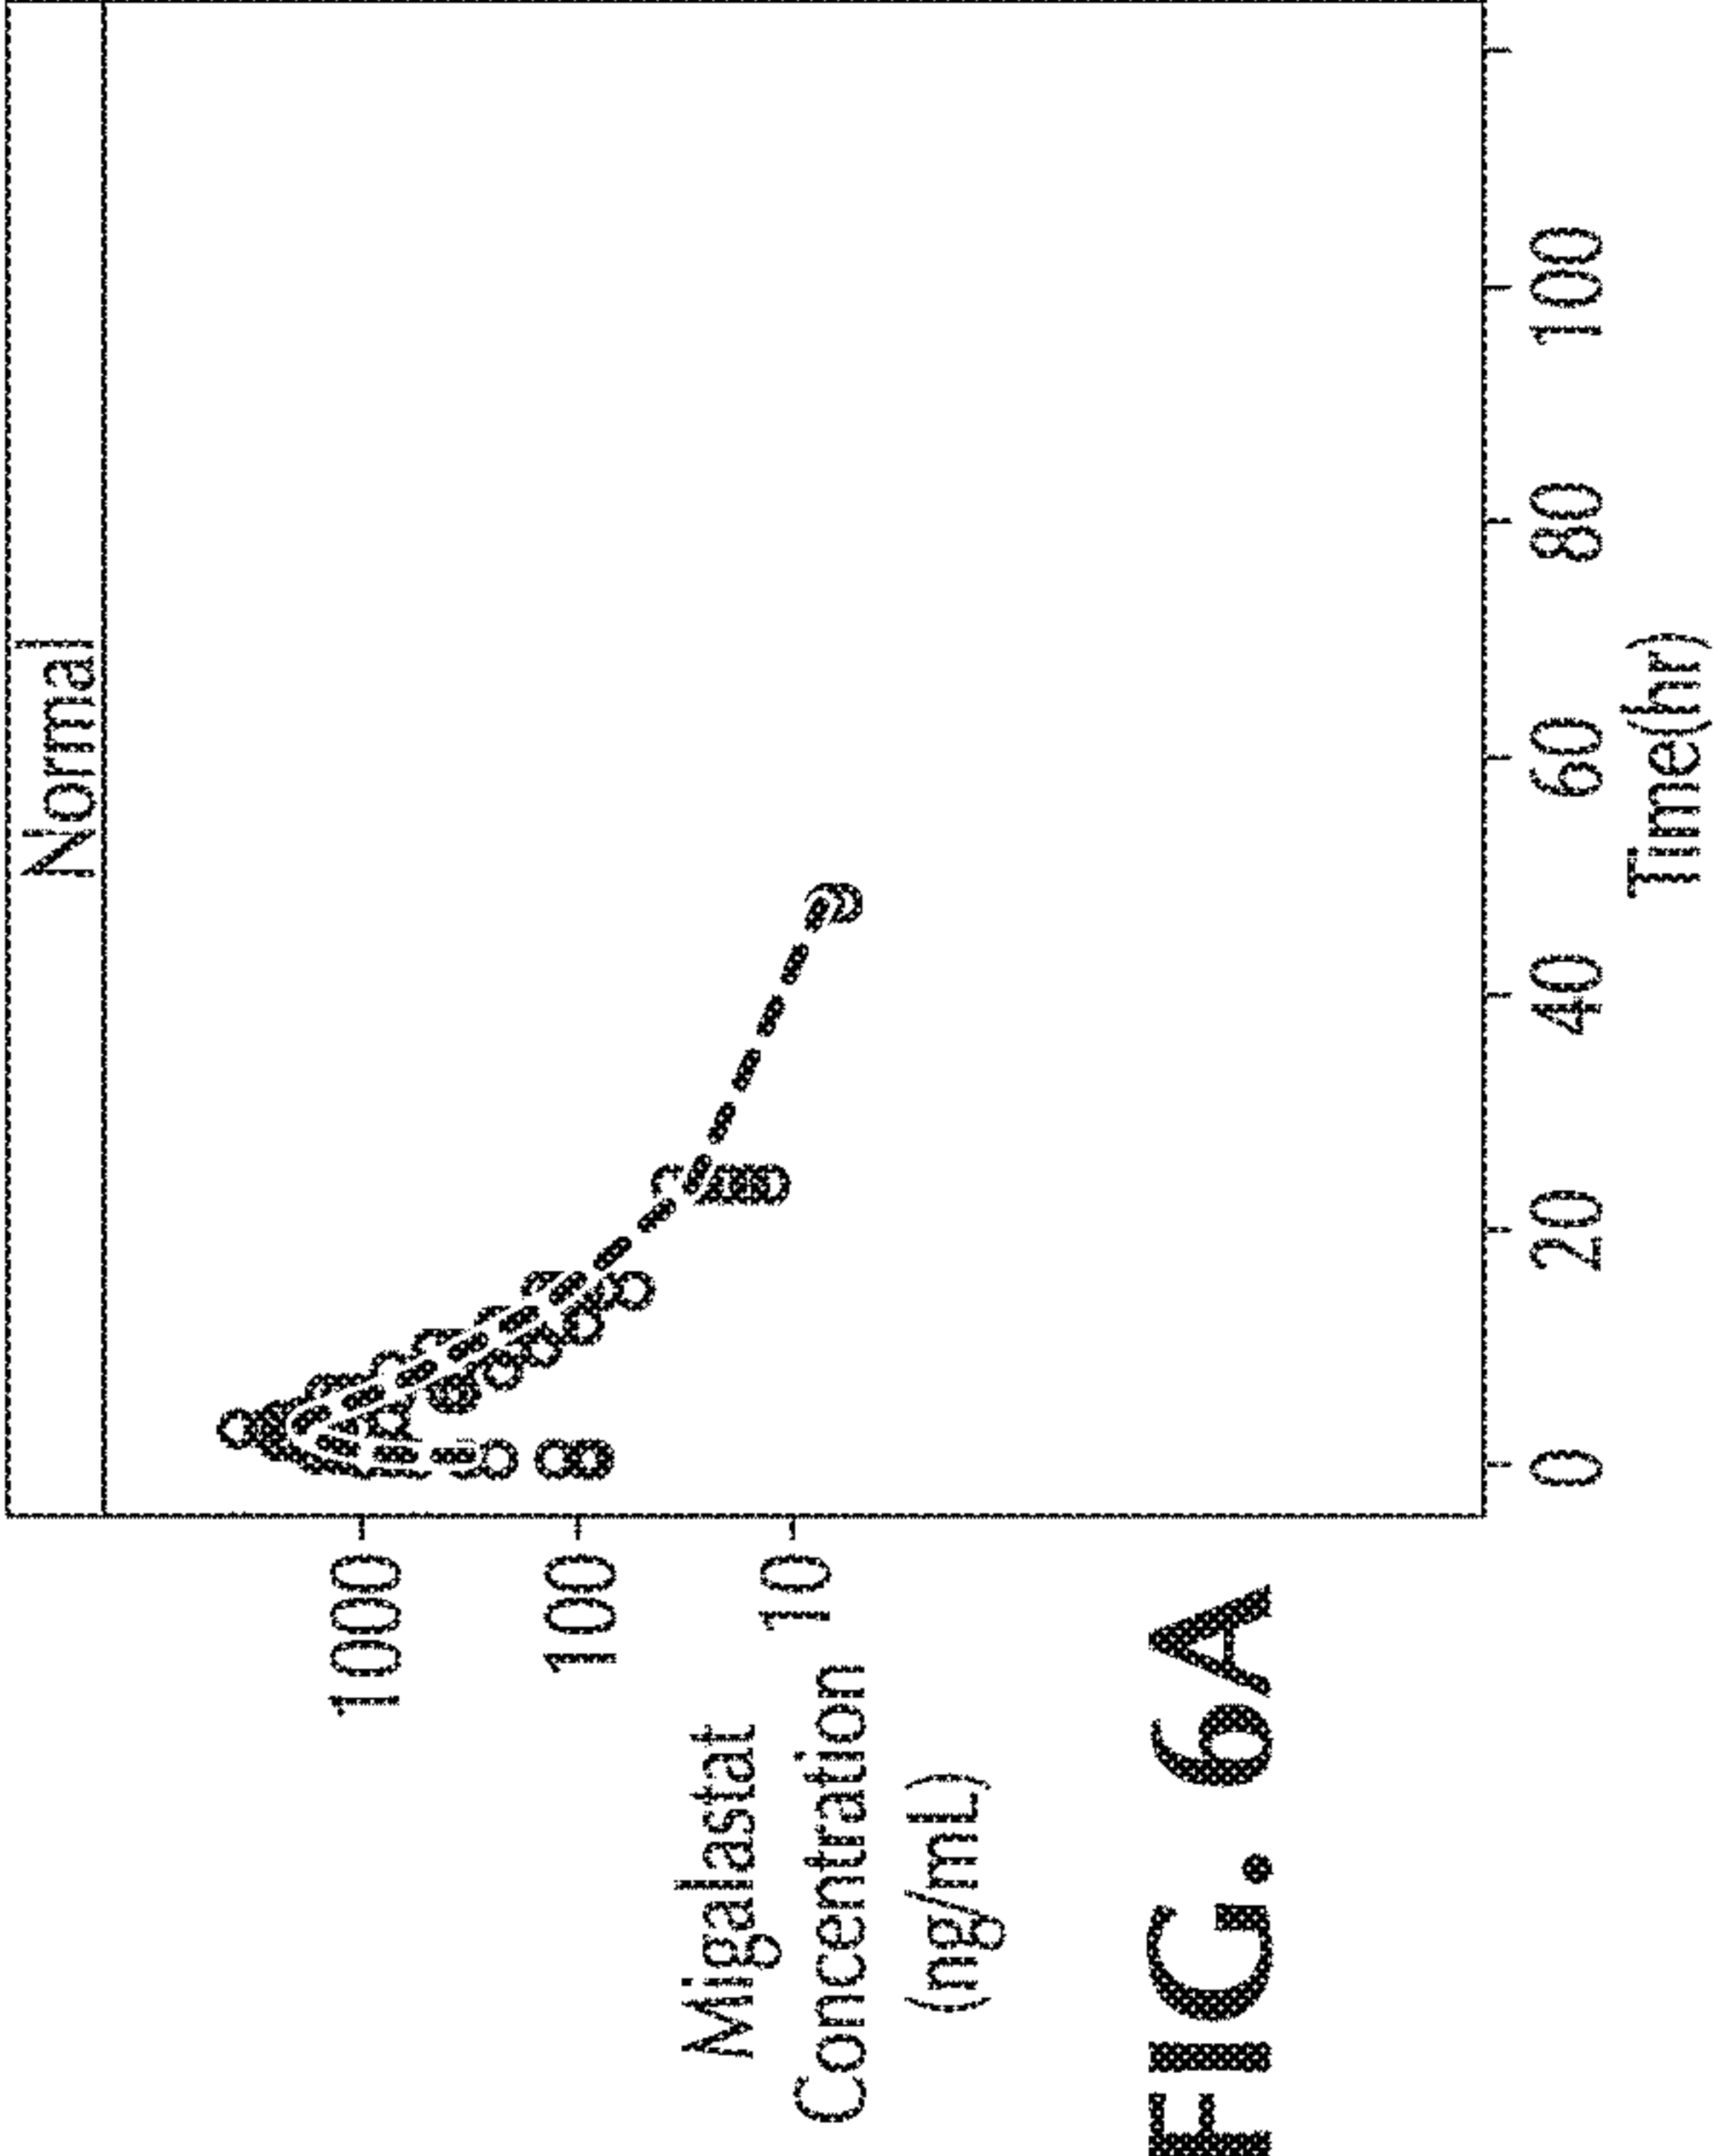 Normal
1000
100
10
Migalastat
Concentration
(ng/mL)
0 20 40 60 80 100
Time(hr)
FIG. 6A